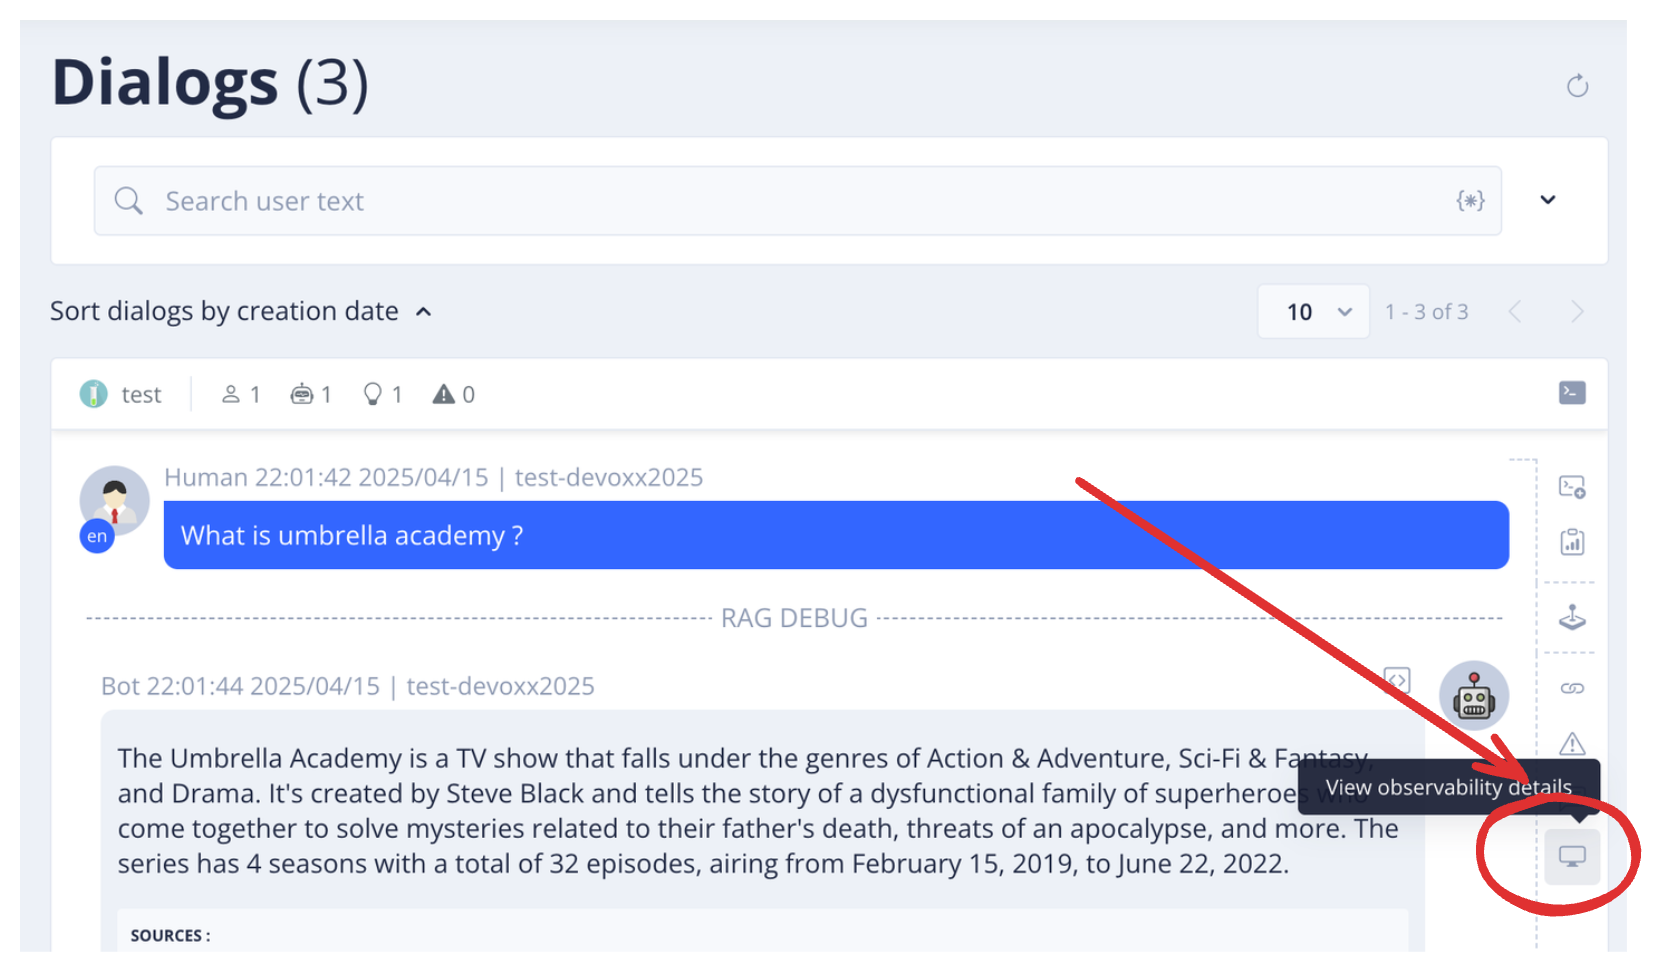 Dialogs (3)
Search user text
{*}
Sort dialogs by creation date
10
1 - 3 of 3
test 1 1 1 0
Human 22:01:42 2025/04/15 | test-devoxx2025
en
What is umbrella academy ?
RAG DEBUG
Bot 22:01:44 2025/04/15 | test-devoxx2025
The Umbrella Academy is a TV show that falls under the genres of Action & Adventure, Sci-Fi & Fantasy,
and Drama. It's created by Steve Black and tells the story of a dysfunctional family of superheroes who
come together to solve mysteries related to their father's death, threats of an apocalypse, and more. The
series has 4 seasons with a total of 32 episodes, airing from February 15, 2019, to June 22, 2022.
View observability details
SOURCES :